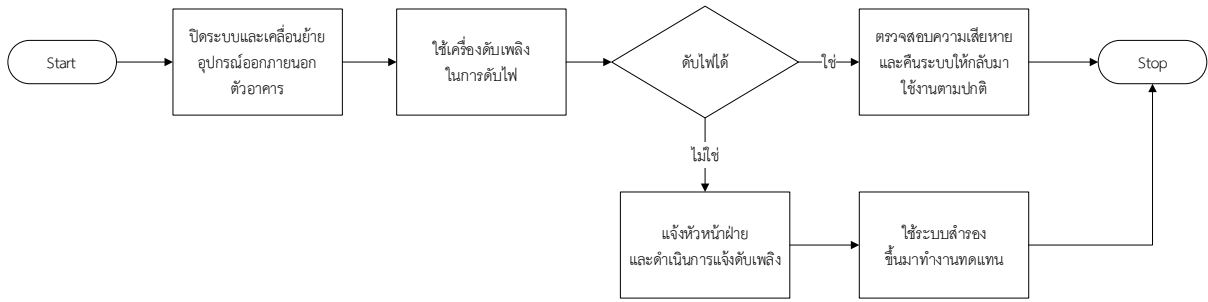 Start
ปิดระบบและเคลื่อนย้าย
อุปกรณ์ออกภายนอก
ตัวอาคาร
ใช้เครื่องดับเพลิง
ในการดับไฟ
ดับไฟได้
ใช่
ตรวจสอบความเสียหาย
และคืนระบบให้กลับมา
ใช้งานตามปกติ
Stop
ไม่ใช่
แจ้งหัวหน้าฝ่าย
และดำเนินการแจ้งดับเพลิง
ใช้ระบบสำรอง
ขึ้นมาทำงานทดแทน